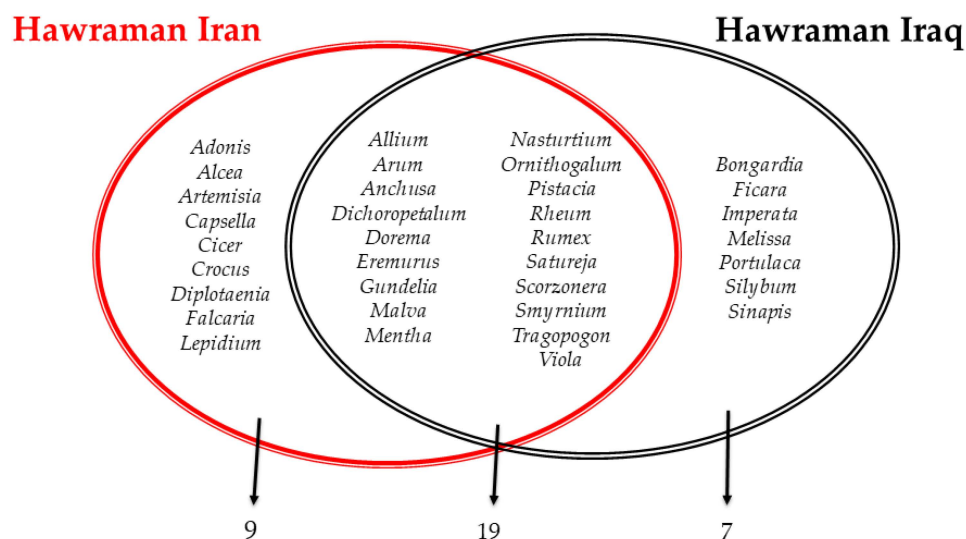 Hawraman Iran
Hawraman Iraq
Adonis
Alcea
Artemisia
Capsella
Cicer
Crocus
Diplotaenia
Falcaria
Lepidium
Allium
Arum
Anchusa
Dichoropetalum
Dorema
Eremurus
Gundelia
Malva
Mentha
Nasturtium
Ornithogalum
Pistacia
Rheum
Rumex
Satureja
Scorzonera
Smyrnium
Tragopogon
Viola
Bongardia
Ficara
Imperata
Melissa
Portulaca
Silybum
Sinapis
9
19
7